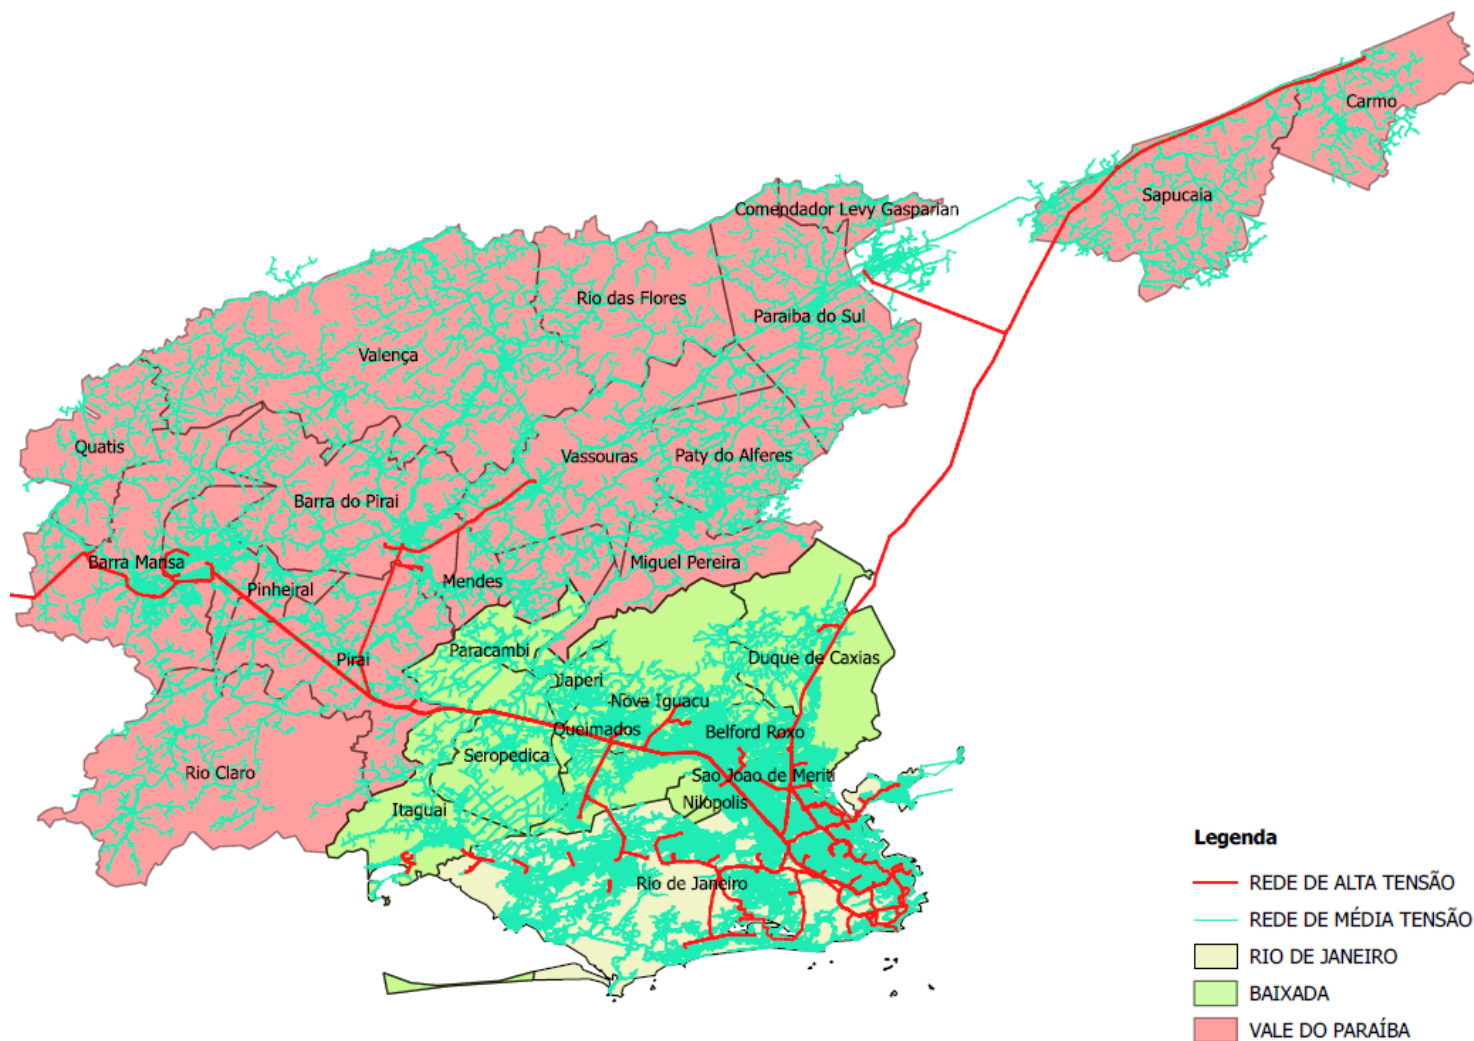 Carmo
Sapucaia
Comendador Levy Gasparian
Rio das Flores
Paraiba do Sul
Valença
Quatis
Vassouras
Paty do Alferes
Barra do Pirai
Barra Mansa
Miguel Pereira
Pinheiral
Mendes
Paracambi
Pirai
Duque de Caxias
Japeri
Nova Iguacu
Queimados
Belford Roxo
Seropedica
Rio Claro
Sao Joao de Meriti
Nilopolis
Itaguai
Rio de Janeiro
Legenda
REDE DE ALTA TENSÃO
REDE DE MÉDIA TENSÃO
RIO DE JANEIRO
BAIXADA
VALE DO PARAÍBA